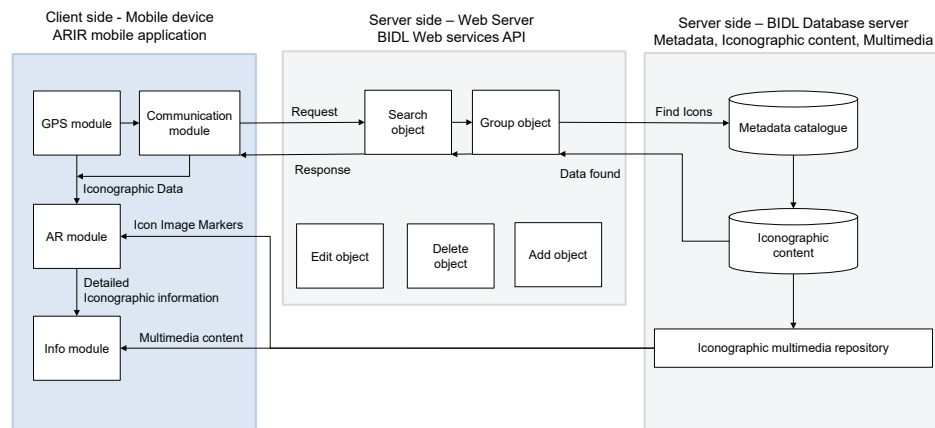 Client side - Mobile device
ARIR mobile application
Server side – Web Server
BIDL Web services API
Server side – BIDL Database server
Metadata, Iconographic content, Multimedia
GPS module
Communication
module
Request
Search
object
Group object
Find Icons
Metadata catalogue
Response
Data found
Iconographic Data
AR module
Icon Image Markers
Edit object
Delete
object
Add object
Iconographic
content
Detailed
Iconographic information
Info module
Multimedia content
Iconographic multimedia repository